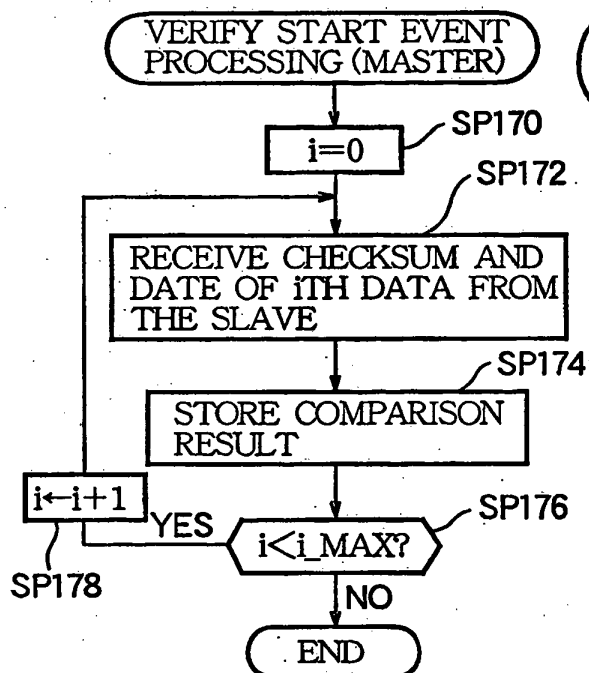 VERIFY START EVENT
PROCESSING (MASTER)
SP170
i=0
SP172
RECEIVE CHECKSUM AND
DATE OF iTH DATA FROM
THE SLAVE
SP174
STORE COMPARISON
RESULT
i←i+1
SP178
YES
SP176
i<i_MAX?
NO
END